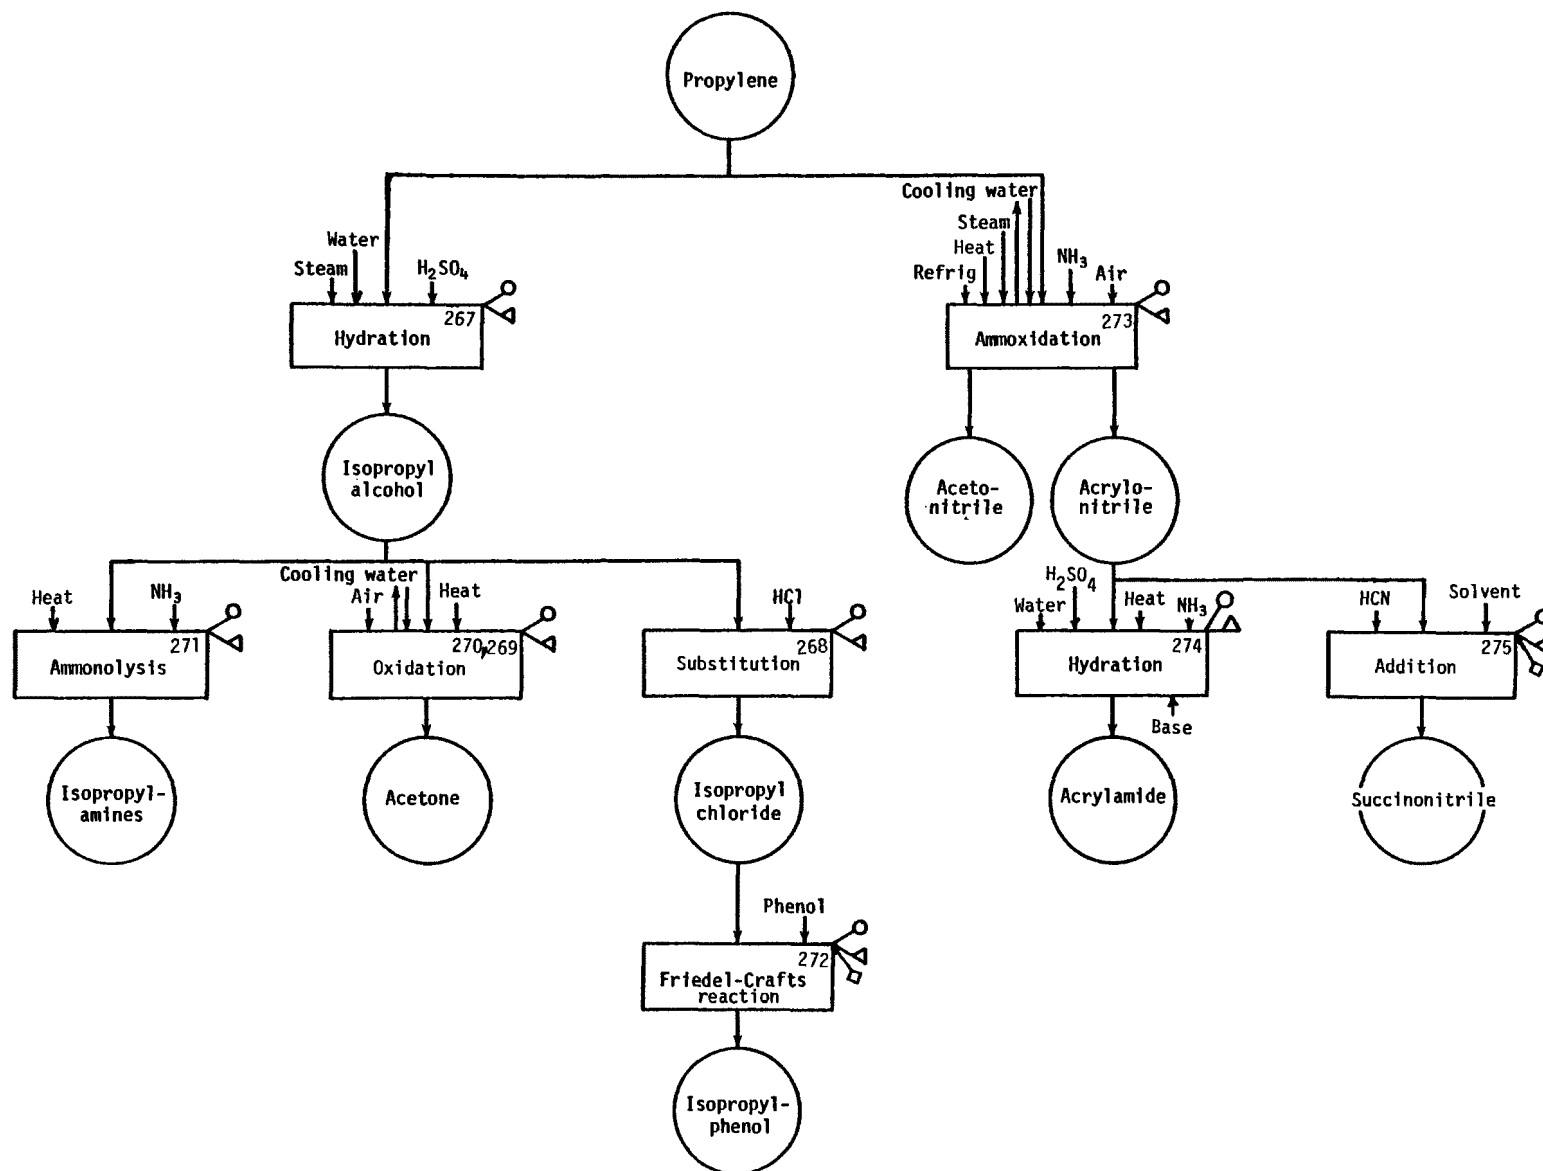 Propylene
Cooling water
Steam
Water
Heat
NH3
Steam
H2SO4
Refrig
Air
267
Hydration
273
Ammoxidation
Isopropyl
alcohol
Aceto-
nitrile
Acrylo-
nitrile
Cooling water
H2SO4
Heat
NH3
Air
Heat
HCl
Water
Heat
NH3
HCN
Solvent
271
Ammonolysis
270,269
Oxidation
268
Substitution
274
Hydration
275
Addition
Base
Isopropyl-
amines
Acetone
Isopropyl
chloride
Acrylamide
Succinonitrile
Phenol
272
Friedel-Crafts
reaction
Isopropyl-
phenol